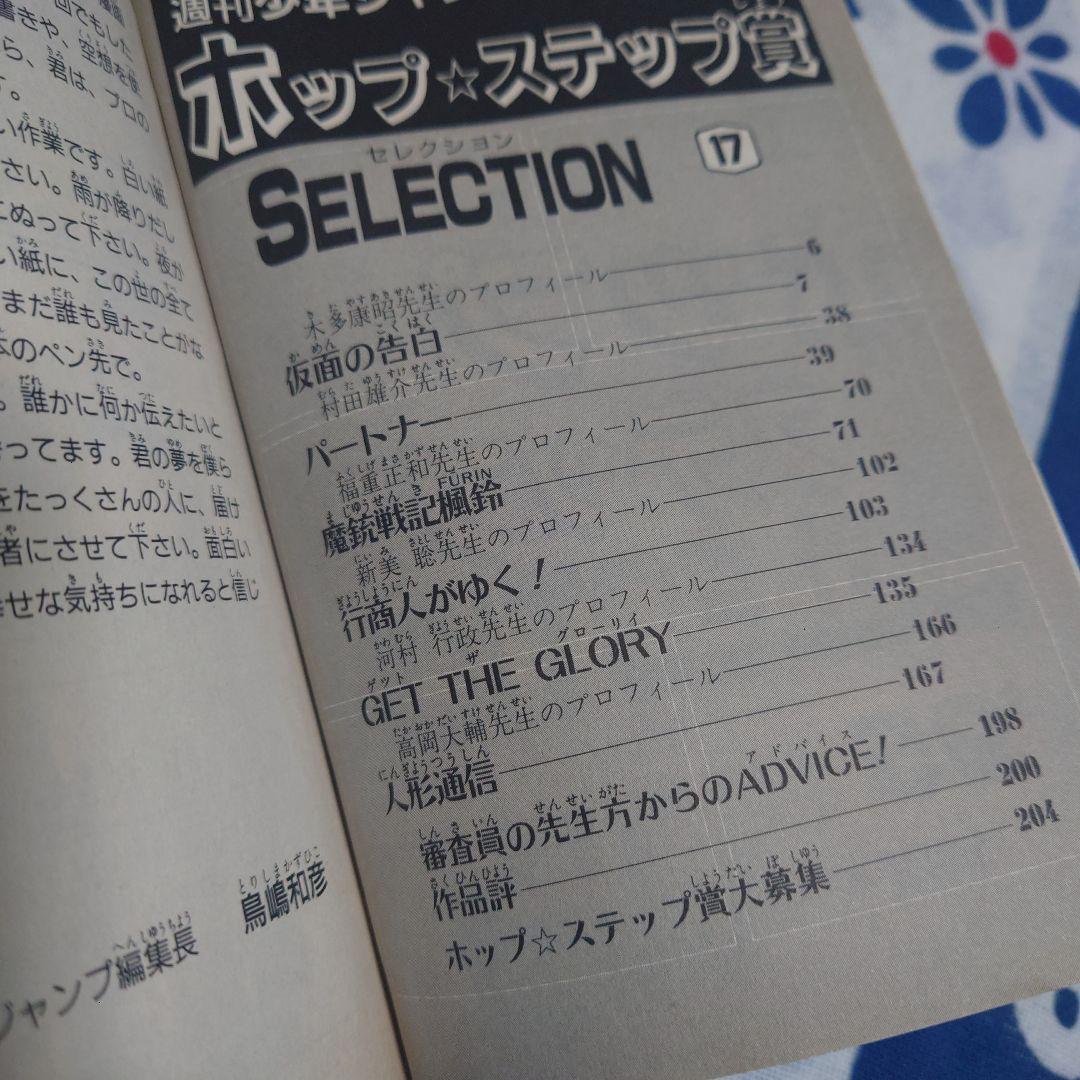 回でもした
書きや、空想を使
ら、君は、プロの
す。
い作業です。白い紙、
さい。雨が降りだし
こぬって下さい。夜が
い紙に、この世の全て
まだ誰も見たことがな
本のペン先で。
。誰かに何か伝えたいと
きってます。君の夢を僕ら
をたっくさんの人に、届け
者にさせて下さい。面白い
幸せな気持ちになれると信じ
ジャンプ編集長 鳥嶋和彦
週刊少年ジャンプ
ホップ☆ステップ賞
SELECTION 17
木多康昭先生のプロフィール 6
仮面の告白 7
村田雄介先生のプロフィール 38
パートナー 39
福重正和先生のプロフィール 70
魔銃戦記楓鈴 71
新美 聡先生のプロフィール 102
行商人がゆく! 103
河村 行政先生のプロフィール 134
GET THE GLORY 135
高岡大輔先生のプロフィール 166
人形通信 167
審査員の先生方からのADVICE! 198
作品評 200
ホップ☆ステップ賞大募集 204